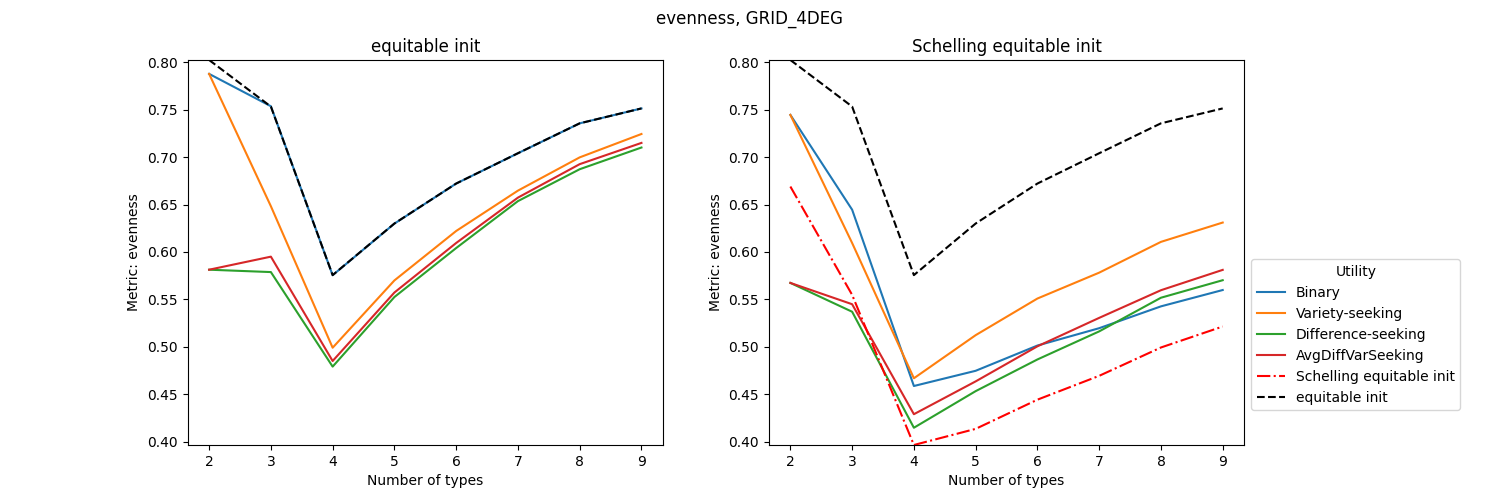 evenness, GRID_4DEG
equitable init
Metric: evenness
0.80
0.75
0.70
0.65
0.60
0.55
0.50
0.45
0.40
2 3 4 5 6 7 8 9
Number of types
Schelling equitable init
Metric: evenness
0.80
0.75
0.70
0.65
0.60
0.55
0.50
0.45
0.40
2 3 4 5 6 7 8 9
Number of types
Utility
Binary
Variety-seeking
Difference-seeking
AvgDiffVarSeeking
Schelling equitable init
equitable init